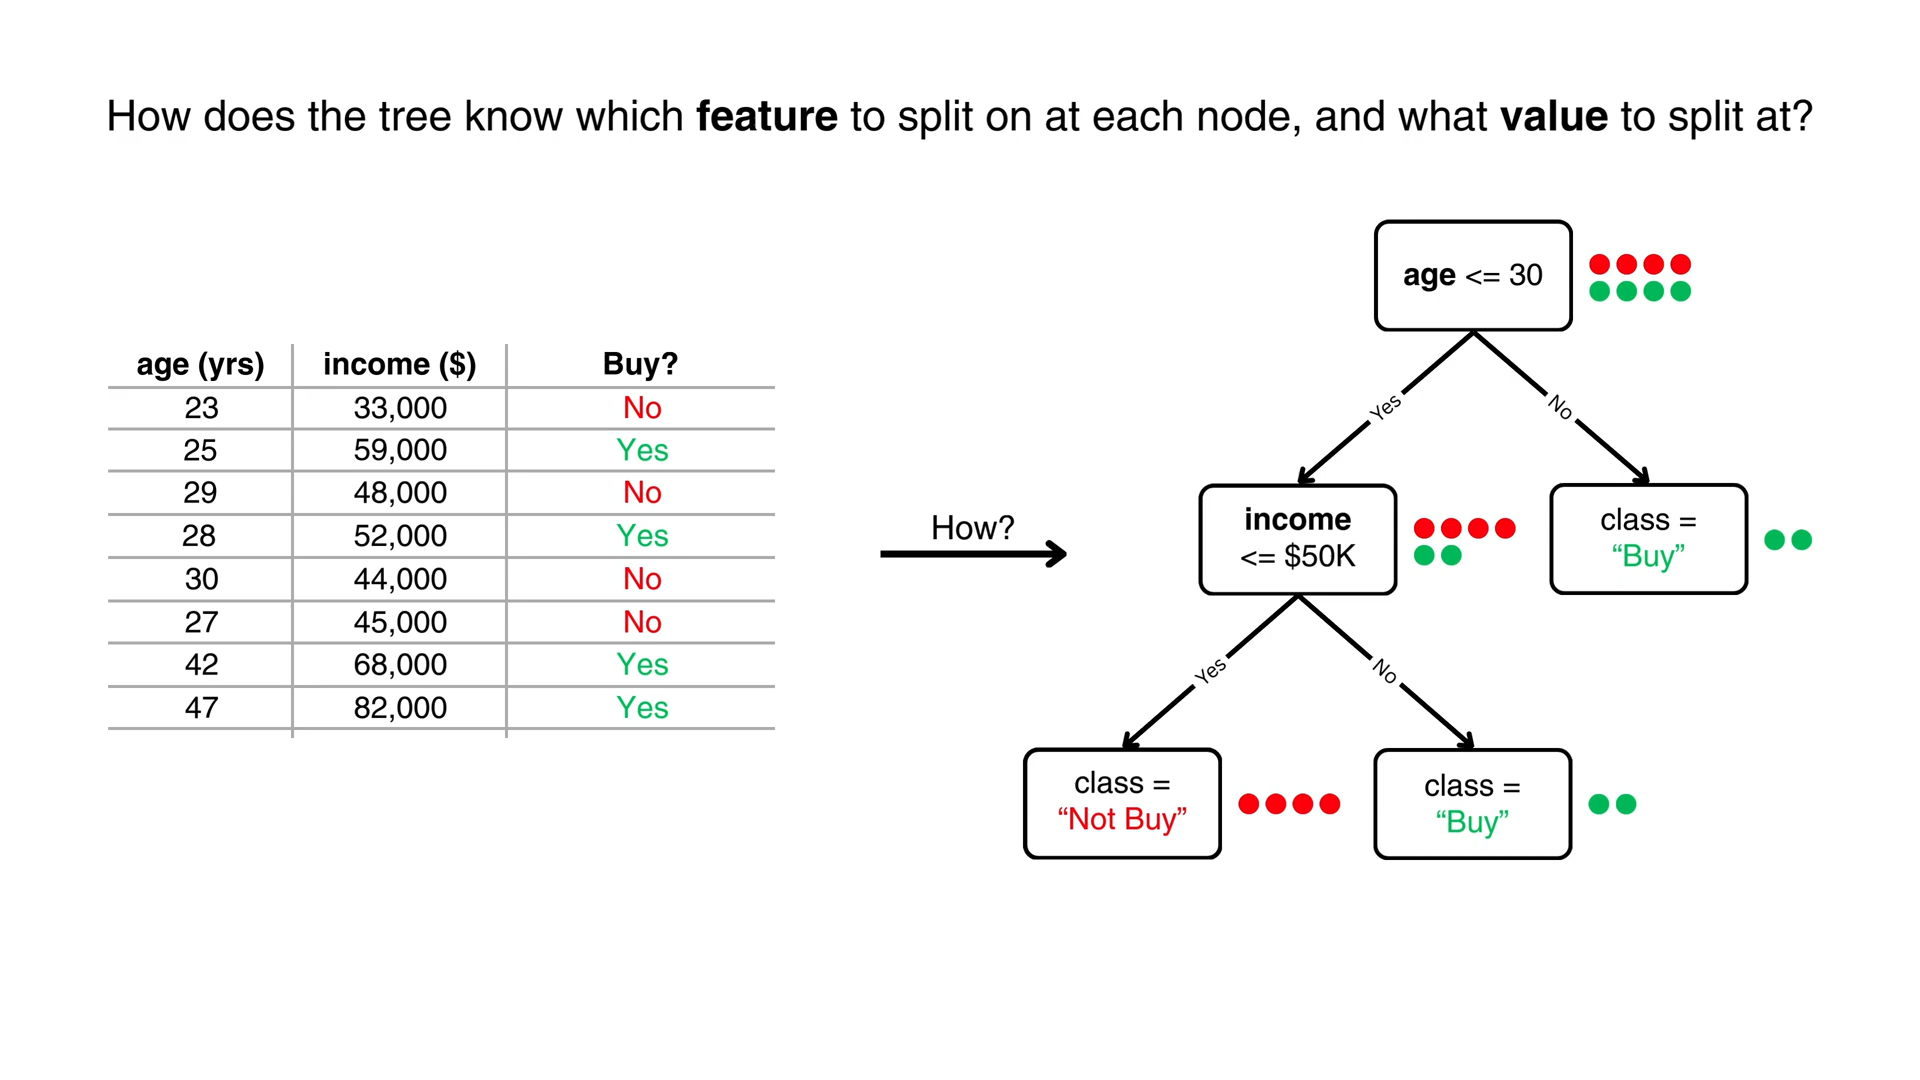 How does the tree know which feature to split on at each node, and what value to split at?
age (yrs) income ($) Buy?
23 33,000 No
25 59,000 Yes
29 48,000 No
28 52,000 Yes
30 44,000 No
27 45,000 No
42 68,000 Yes
47 82,000 Yes
How?
age <= 30
Yes
No
income
<= $50K
class =
“Buy”
Yes
No
class =
“Not Buy”
class =
“Buy”